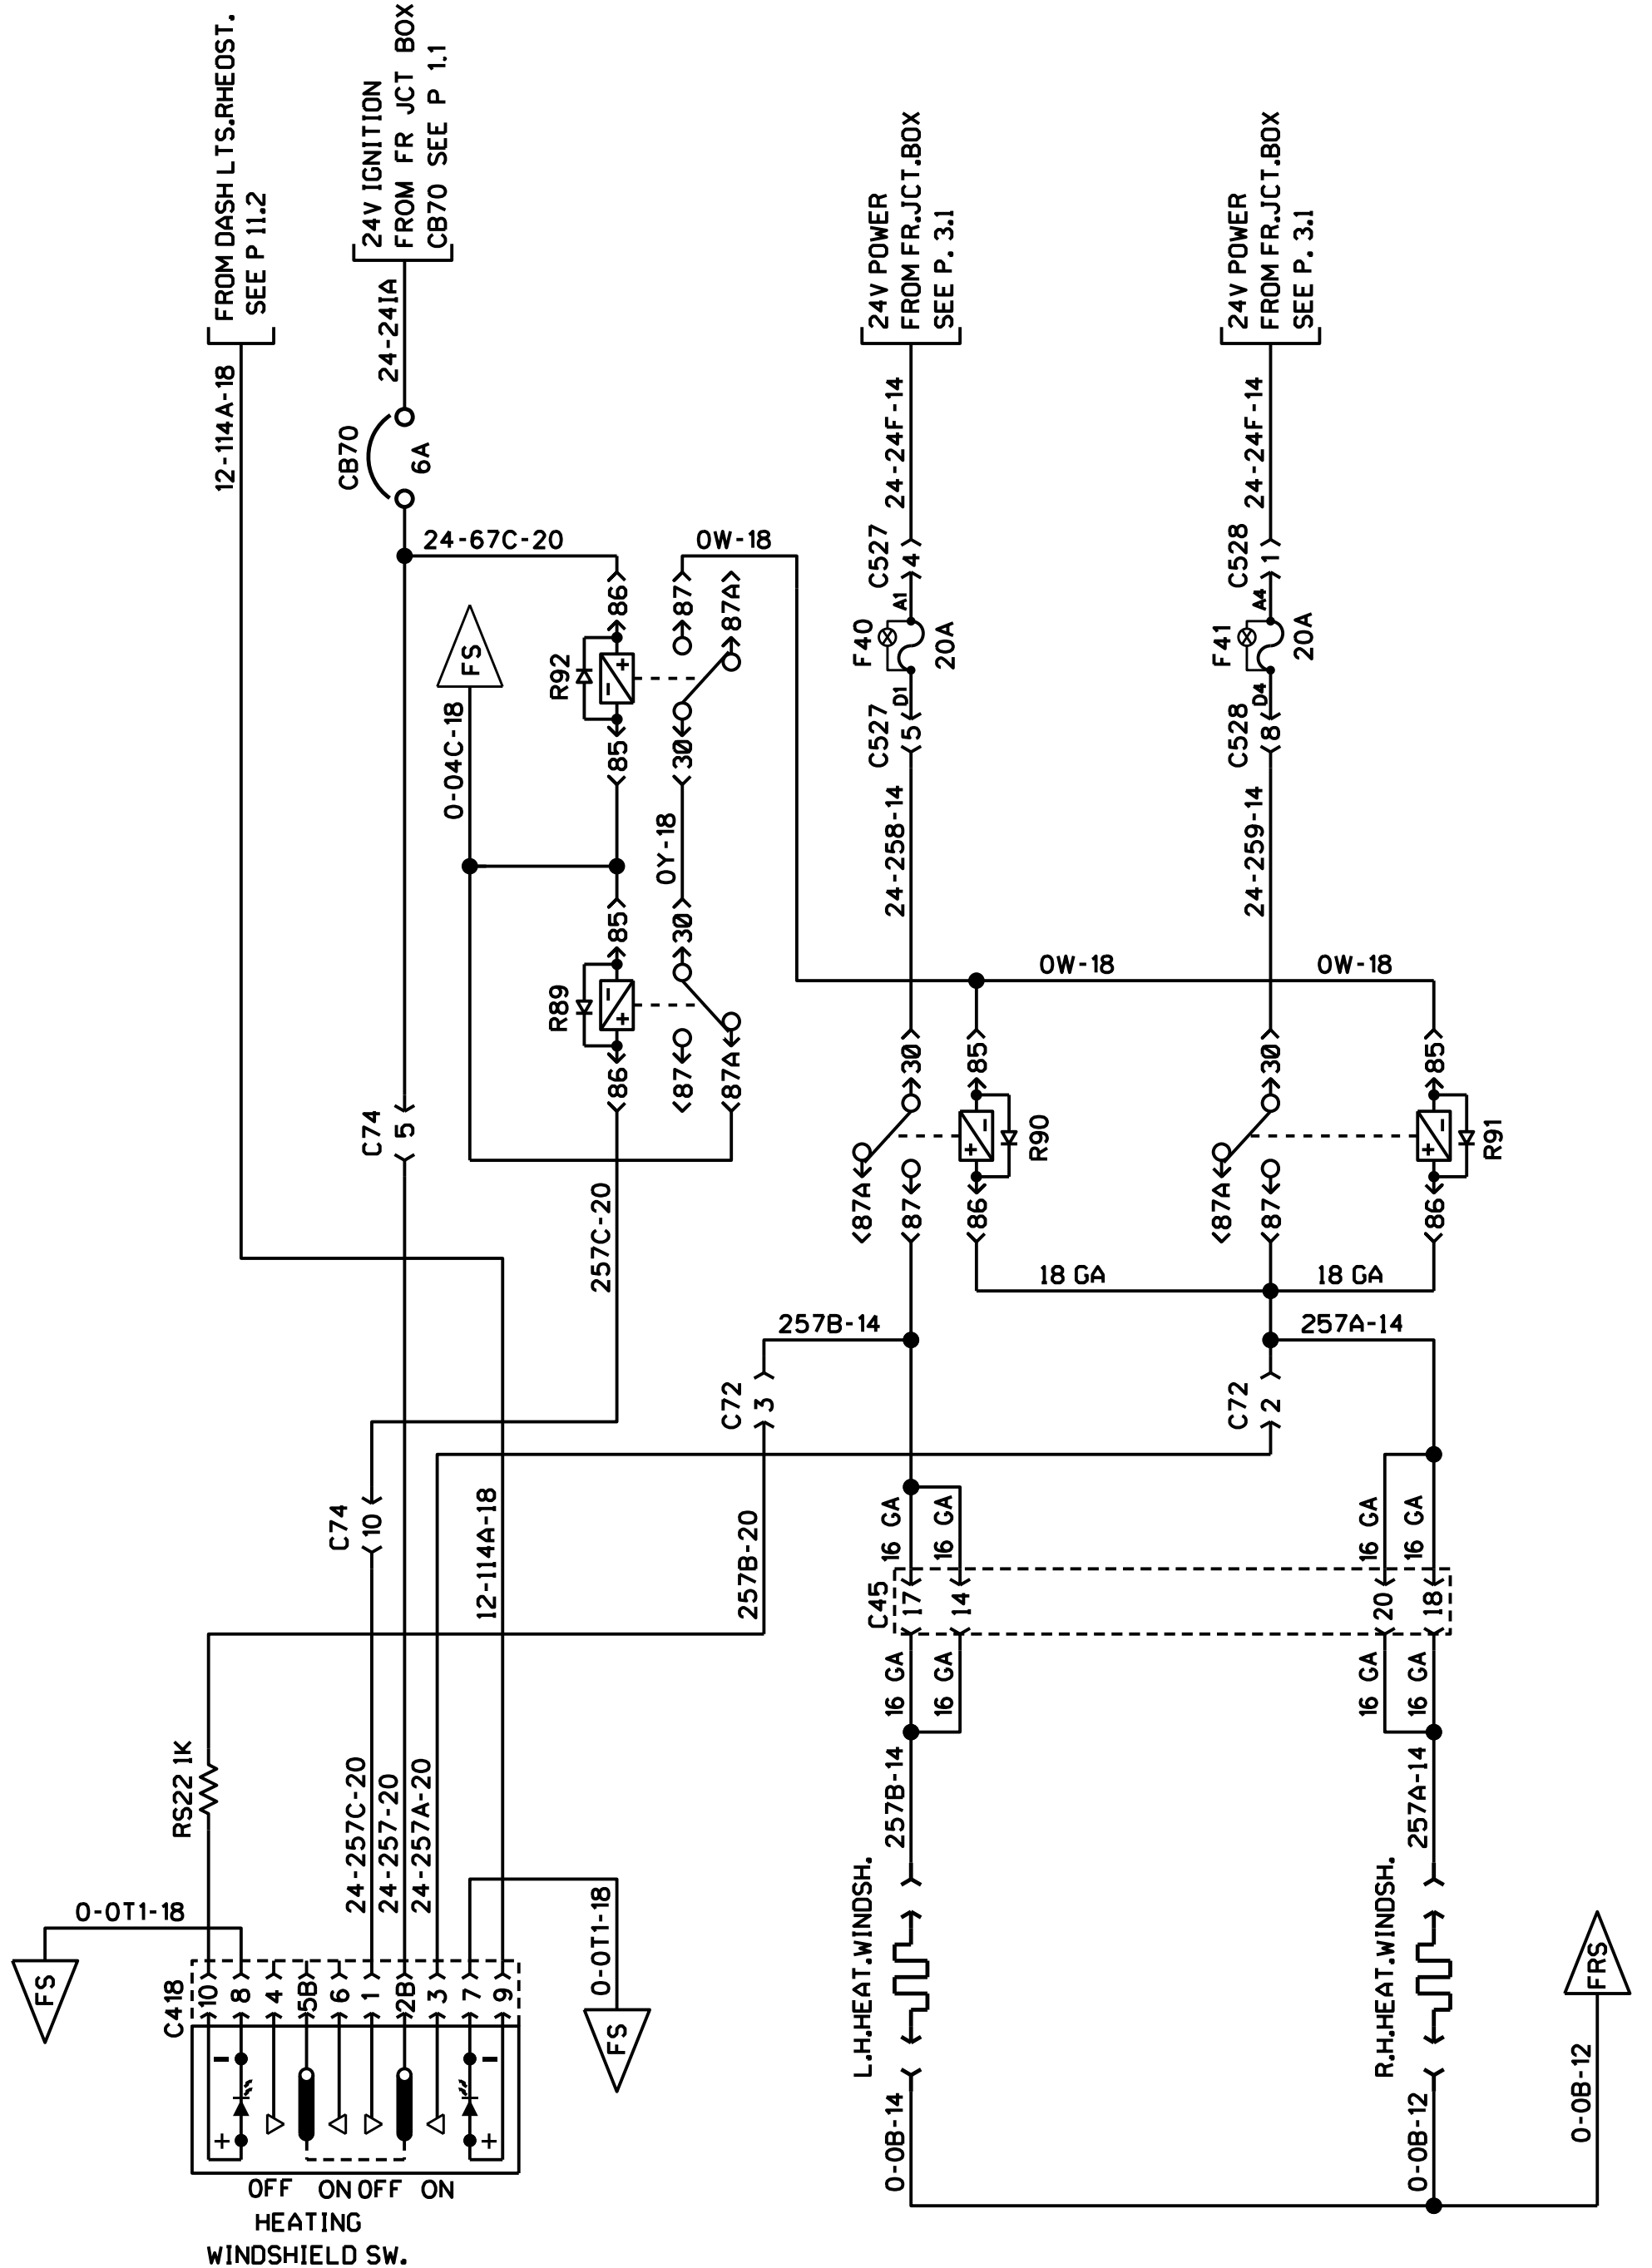 FROM DASH LTS.RHEOST.
SEE P 11.2
24V IGNITION
FROM FR JCT BOX
CB70 SEE P 1.1
24V POWER
FROM FR.JCT.BOX
SEE P. 3.1
24V POWER
FROM FR.JCT.BOX
SEE P. 3.1
12-114A-18
24-241A
CB70
6A
24-24F-14
24-24F-14
24-67C-20
0W-18
C527
4
A1
F40
20A
D1
C527
5
C528
1
A4
F41
20A
D4
C528
8
FS
0-04C-18
R92
86
87
87A
85
30
0Y-18
24-258-14
24-259-14
R89
85
30
86
87
87A
0W-18
0W-18
C74
5
30
85
R90
87A
87
86
30
85
R91
87A
87
86
257C-20
18 GA
18 GA
257B-14
257A-14
C72
3
C72
2
C74
10
12-114A-18
257B-20
16 GA
16 GA
16 GA
16 GA
C45
17
14
20
18
16 GA
16 GA
16 GA
16 GA
RS22 1K
24-257C-20
24-257-20
24-257A-20
257B-14
257A-14
0-0T1-18
FS
0-0T1-18
FS
L.H.HEAT.WINDSH.
R.H.HEAT.WINDSH.
FRS
C418
10
8
4
5B
6
1
2B
3
7
9
-
-
+
+
0-0B-14
0-0B-12
0-0B-12
OFF
ON
OFF
ON
HEATING
WINDSHIELD SW.